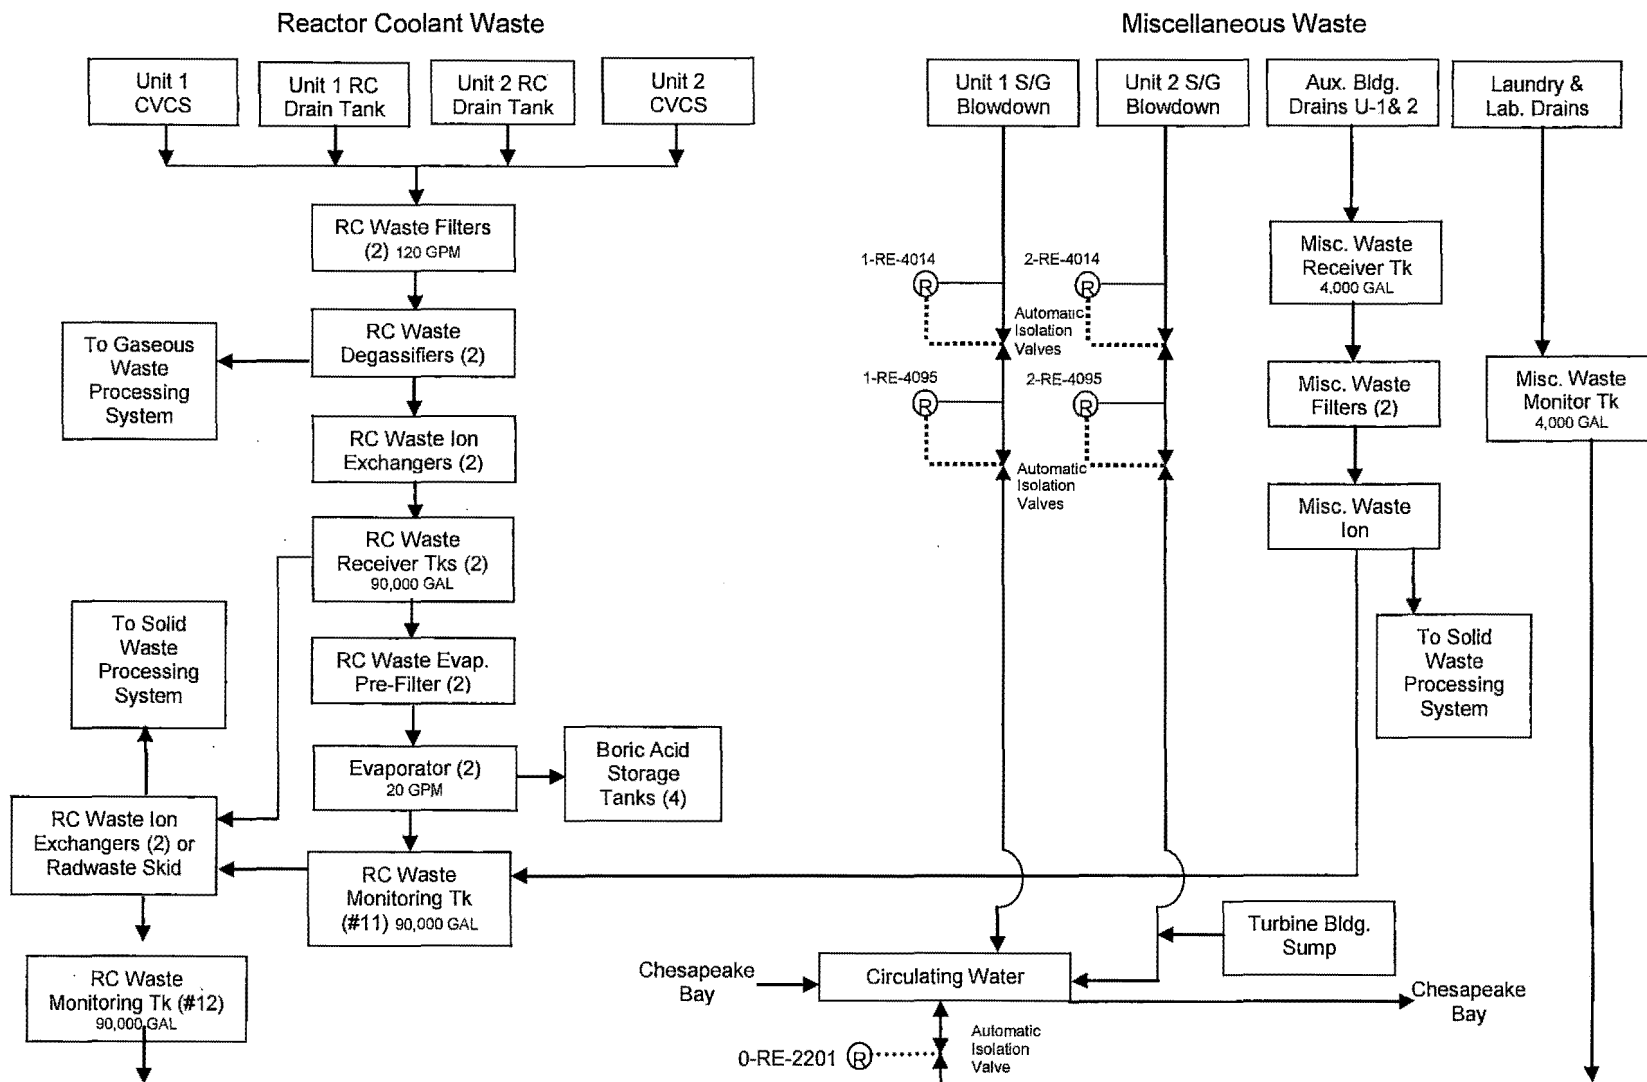 Reactor Coolant Waste
Miscellaneous Waste
Unit 1
CVCS
Unit 1 RC
Drain Tank
Unit 2 RC
Drain Tank
Unit 2
CVCS
Unit 1 S/G
Blowdown
Unit 2 S/G
Blowdown
Aux. Bldg.
Drains U-1& 2
Laundry &
Lab. Drains
RC Waste Filters
(2) 120 GPM
RC Waste
Degassifiers (2)
To Gaseous
Waste
Processing
System
RC Waste Ion
Exchangers (2)
RC Waste
Receiver Tks (2)
90,000 GAL
To Solid
Waste
Processing
System
RC Waste Evap.
Pre-Filter (2)
Evaporator (2)
20 GPM
Boric Acid
Storage
Tanks (4)
RC Waste Ion
Exchangers (2) or
Radwaste Skid
RC Waste
Monitoring Tk
(#11) 90,000 GAL
RC Waste
Monitoring Tk (#12)
90,000 GAL
1-RE-4014
R
2-RE-4014
R
Automatic
Isolation
Valves
1-RE-4095
R
2-RE-4095
R
Automatic
Isolation
Valves
Misc. Waste
Receiver Tk
4,000 GAL
Misc. Waste
Filters (2)
Misc. Waste
Monitor Tk
4,000 GAL
Misc. Waste
Ion
To Solid
Waste
Processing
System
Turbine Bldg.
Sump
Chesapeake
Bay
Circulating Water
Chesapeake
Bay
0-RE-2201
R
Automatic
Isolation
Valve